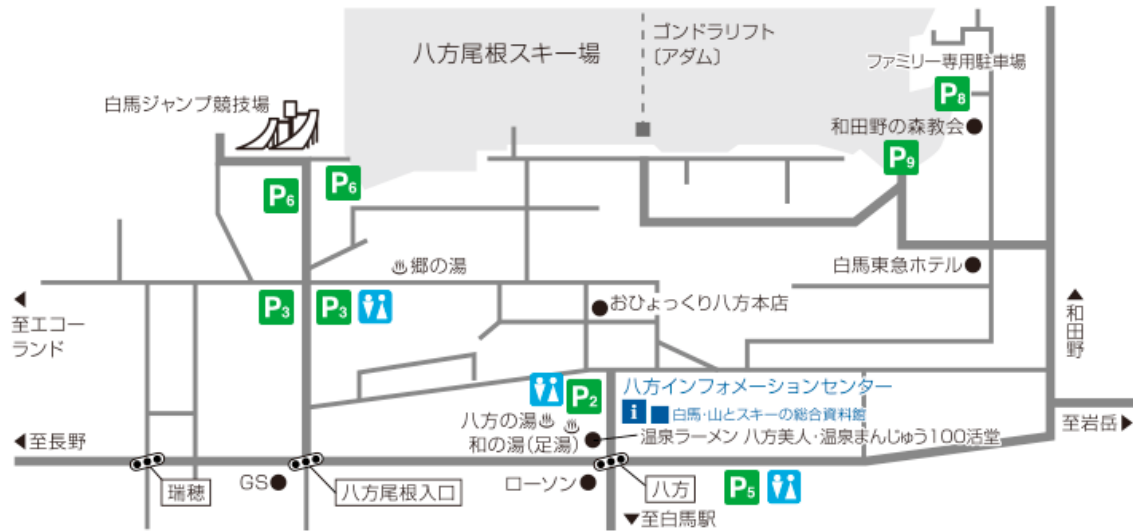 八方尾根スキー場
ゴンドラリフト
〔アダム〕
ファミリー専用駐車場
P8
白馬ジャンプ競技場
和田野の森教会
P9
P6
P6
郷の湯
白馬東急ホテル
P3
P3
おひょっくり八方本店
◀
至エコー
ランド
▲
和田野
八方インフォメーションセンター
P2
i
白馬・山とスキーの総合資料館
八方の湯
和の湯(足湯)
温泉ラーメン 八方美人・温泉まんじゅう100活堂
至岩岳▶
◀至長野
瑞穂
GS
八方尾根入口
ローソン
八方
P5
▼至白馬駅